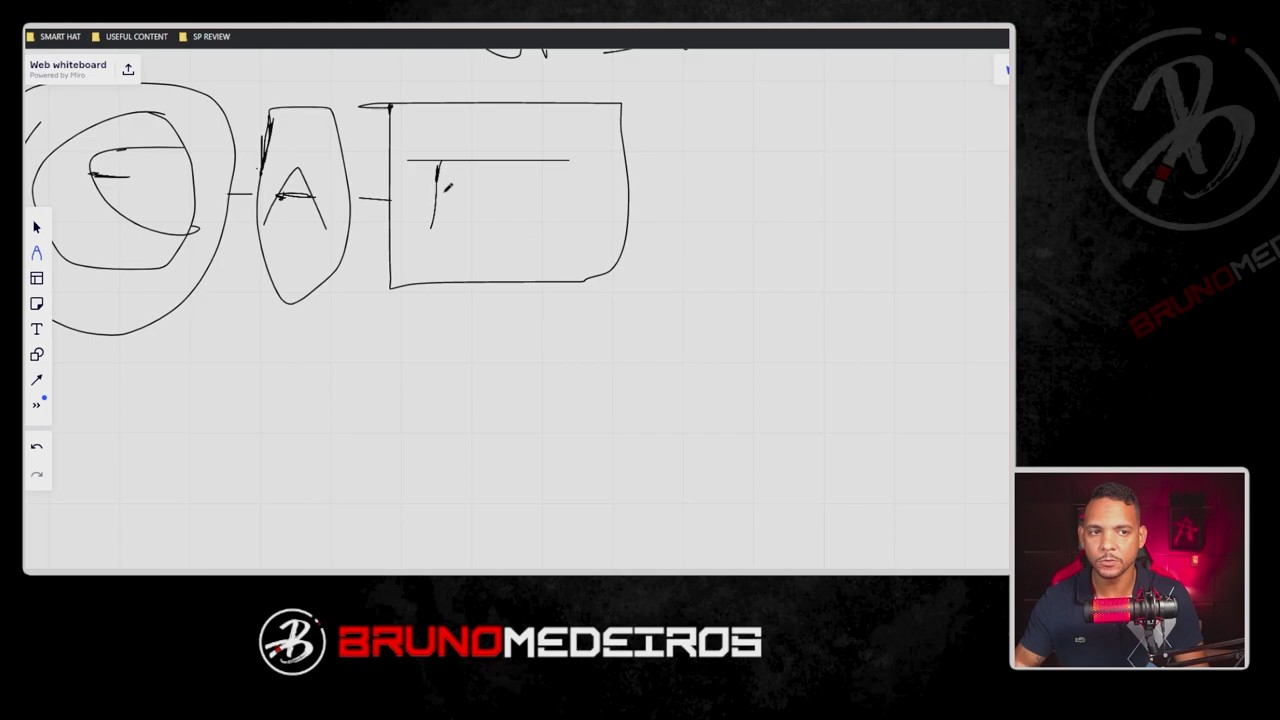 SMART HAT USEFUL CONTENT SP REVIEW
Web whiteboard
Powered by Miro
A
T
BRUNOMEDEIROS